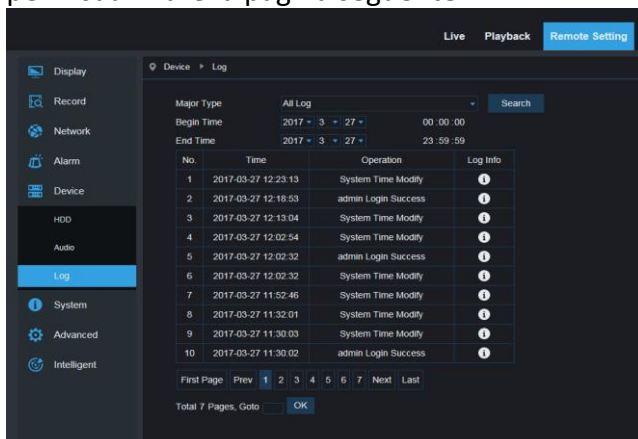 Live Playback Remote Setting
Display
Record
Network
Alarm
Device
HDD
Audio
Log
System
Advanced
Intelligent
Device Log
Major Type All Log Search
Begin Time 2017 3 27 00:00:00
End Time 2017 3 27 23:59:59
No. Time Operation Log Info
1 2017-03-27 12:23:13 System Time Modify
2 2017-03-27 12:18:53 admin Login Success
3 2017-03-27 12:13:04 System Time Modify
4 2017-03-27 12:02:54 System Time Modify
5 2017-03-27 12:02:32 admin Login Success
6 2017-03-27 12:02:32 System Time Modify
7 2017-03-27 11:52:46 System Time Modify
8 2017-03-27 11:32:01 System Time Modify
9 2017-03-27 11:30:03 System Time Modify
10 2017-03-27 11:30:02 admin Login Success
First Page Prev 1 2 3 4 5 6 7 Next Last
Total 7 Pages, Goto OK